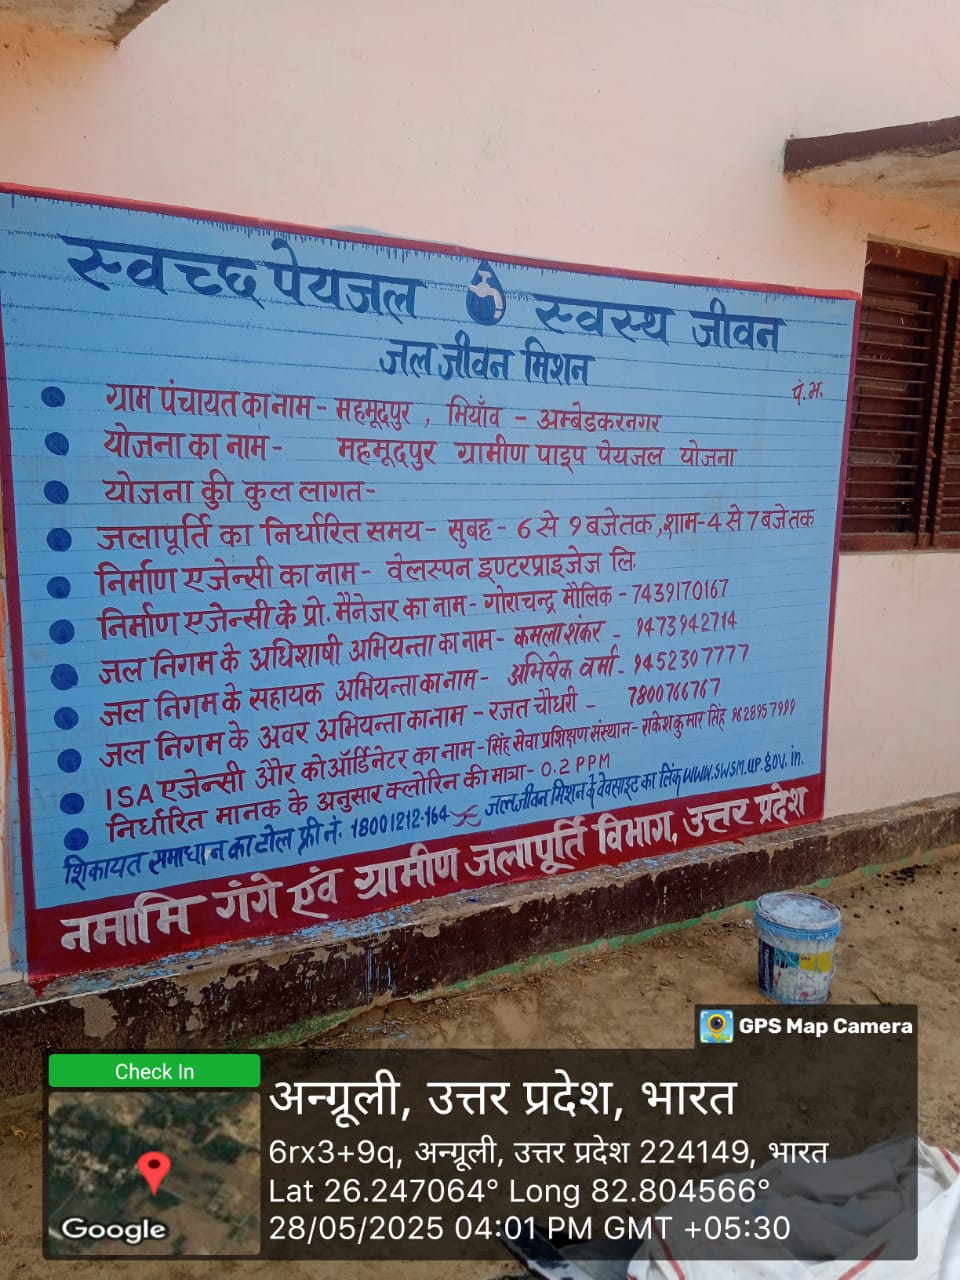 स्वच्छ पेयजल स्वस्थ जीवन
जल जीवन मिशन
पं. भ.
ग्राम पंचायत का नाम - महमूदपुर , मियाँव - अम्बेडकरनगर
योजना का नाम - महमूदपुर ग्रामीण पाइप पेयजल योजना
योजना की कुल लागत-
जलापूर्ति का निर्धारित समय - सुबह - 6 से 9 बजे तक ,शाम-4 से 7 बजे तक
निर्माण एजेन्सी का नाम - वेलस्पन इण्टरप्राइजेज लि.
निर्माण एजेन्सी के प्रो. मैनेजर का नाम - गोराचन्द्र मौलिक - 7439170167
जल निगम के अधिशाषी अभियन्ता का नाम - कमला शंकर - 9473942714
जल निगम के सहायक अभियन्ता का नाम - अभिषेक वर्मा - 9452307777
जल निगम के अवर अभियन्ता का नाम - रजत चौधरी - 7800766767
ISA एजेन्सी और कोऑर्डिनेटर का नाम - सिंह सेवा प्रशिक्षण संस्थान - राकेश कुमार सिंह
निर्धारित मानक के अनुसार क्लोरिन की मात्रा - 0.2 PPM
शिकायत समाधान का टोल फ्री नं. 18001212-164 जल जीवन मिशन के वेवसाइट का लिंक www.swsm.up.gov.in.
नमामि गंगे एंव ग्रामीण जलापूर्ति विभाग, उत्तर प्रदेश
GPS Map Camera
Check In
अन्गूली, उत्तर प्रदेश, भारत
6rx3+9q, अन्गूली, उत्तर प्रदेश 224149, भारत
Lat 26.247064° Long 82.804566°
28/05/2025 04:01 PM GMT +05:30
Google